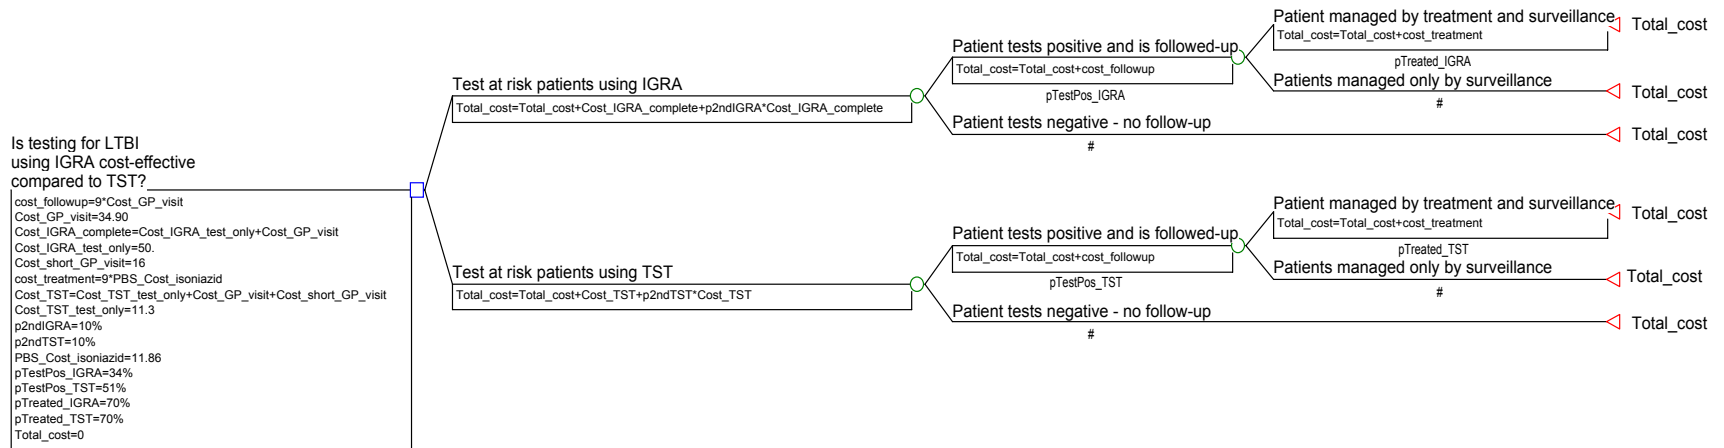 Is testing for LTBI
using IGRA cost-effective
compared to TST?
cost_followup=9*Cost_GP_visit
Cost_GP_visit=34.90
Cost_IGRA_complete=Cost_IGRA_test_only+Cost_GP_visit
Cost_IGRA_test_only=50.
Cost_short_GP_visit=16
cost_treatment=9*PBS_Cost_isoniazid
Cost_TST=Cost_TST_test_only+Cost_GP_visit+Cost_short_GP_visit
Cost_TST_test_only=11.3
p2ndIGRA=10%
p2ndTST=10%
PBS_Cost_isoniazid=11.86
pTestPos_IGRA=34%
pTestPos_TST=51%
pTreated_IGRA=70%
pTreated_TST=70%
Total_cost=0
Test at risk patients using IGRA
Total_cost=Total_cost+Cost_IGRA_complete+p2ndIGRA*Cost_IGRA_complete
Patient tests positive and is followed-up
Total_cost=Total_cost+cost_followup
pTestPos_IGRA
Patient managed by treatment and surveillance
Total_cost=Total_cost+cost_treatment
pTreated_IGRA
Total_cost
Patients managed only by surveillance
#
Total_cost
Patient tests negative - no follow-up
#
Total_cost
Test at risk patients using TST
Total_cost=Total_cost+Cost_TST+p2ndTST*Cost_TST
Patient tests positive and is followed-up
Total_cost=Total_cost+cost_followup
pTestPos_TST
Patient managed by treatment and surveillance
Total_cost=Total_cost+cost_treatment
pTreated_TST
Total_cost
Patients managed only by surveillance
#
Total_cost
Patient tests negative - no follow-up
#
Total_cost